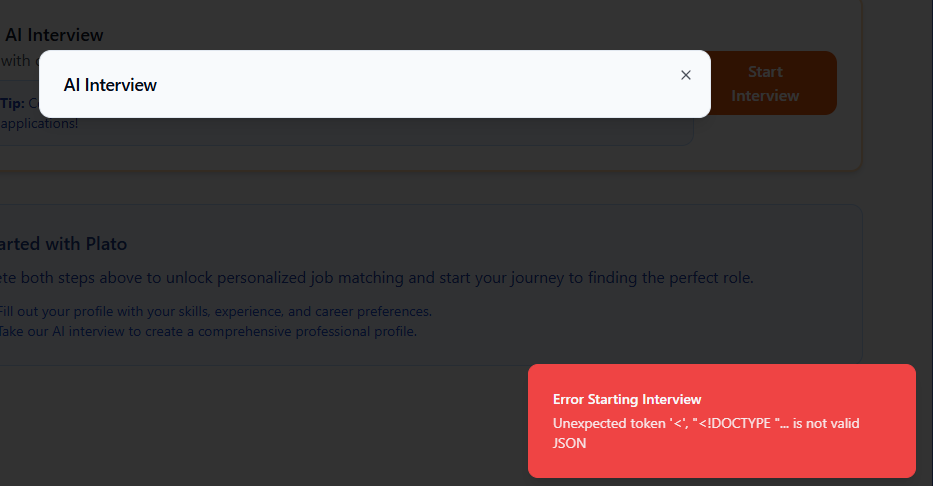 AI Interview
with
AI Interview
Start
Interview
Tip:
applications!
arted with Plato
ete both steps above to unlock personalized job matching and start your journey to finding the perfect role.
Fill out your profile with your skills, experience, and career preferences.
Take our AI interview to create a comprehensive professional profile.
Error Starting Interview
Unexpected token '<', "<!DOCTYPE "... is not valid
JSON